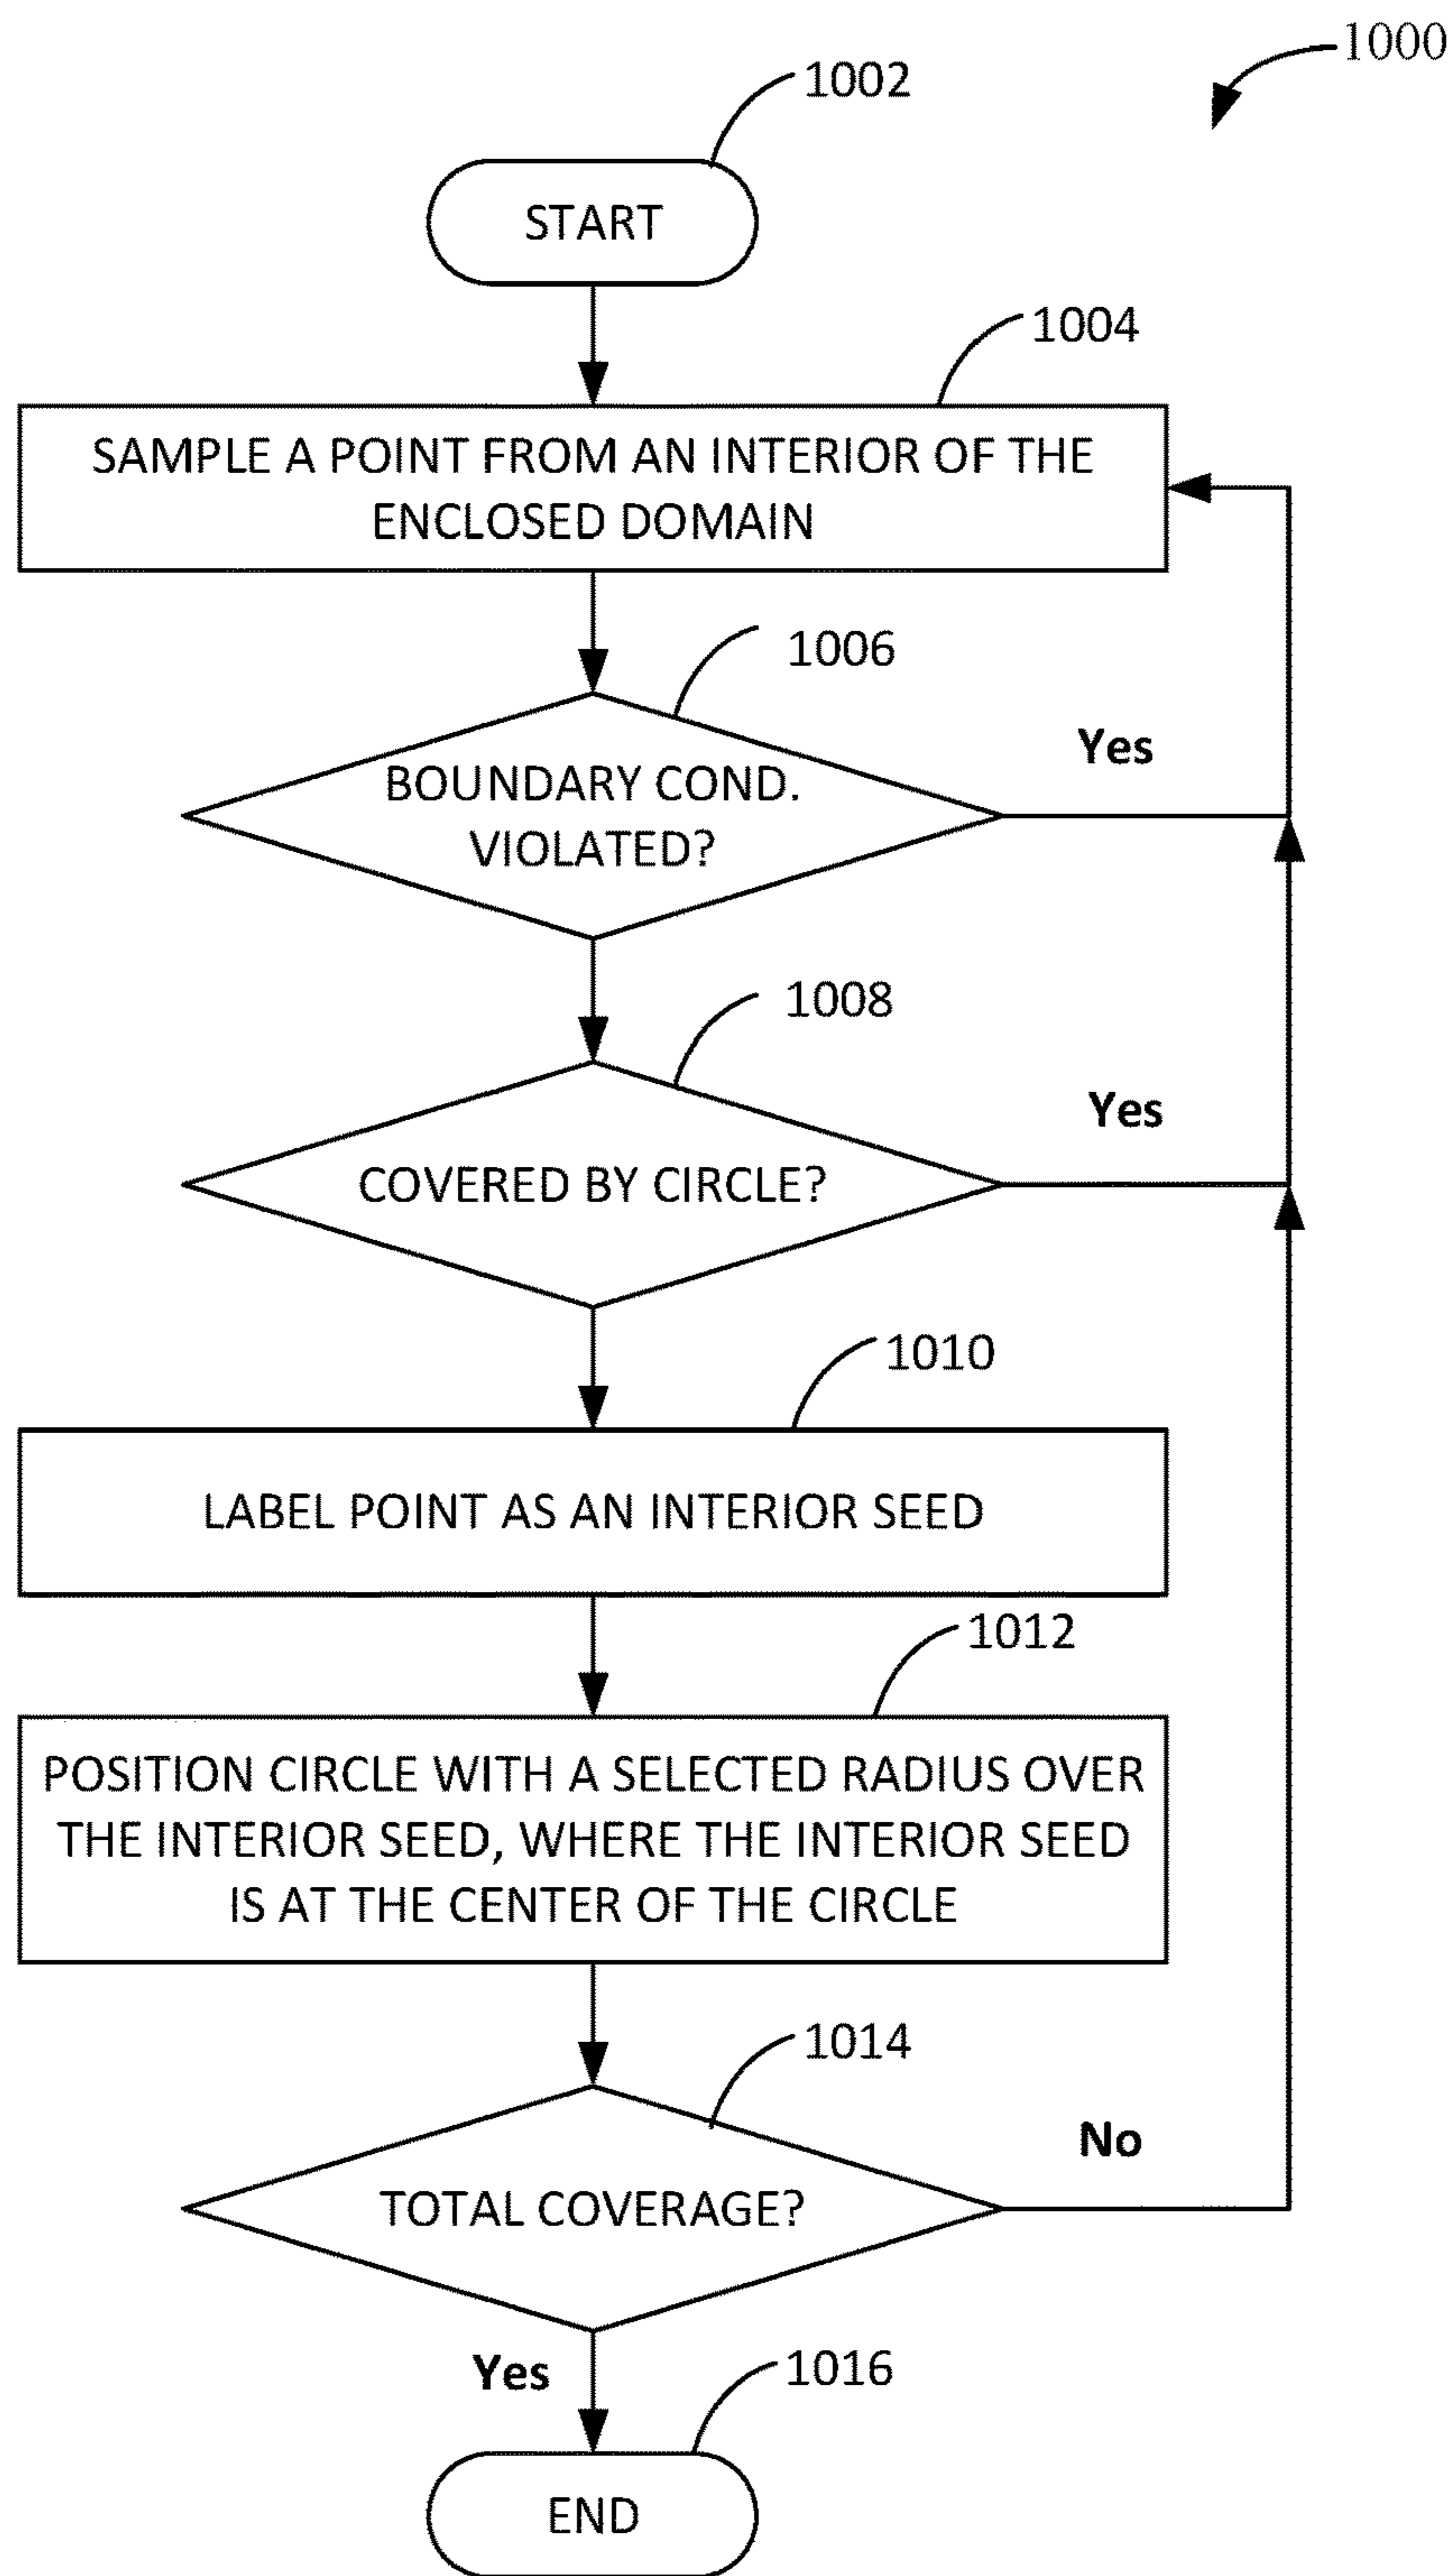 1000
1002
START
1004
SAMPLE A POINT FROM AN INTERIOR OF THE
ENCLOSED DOMAIN
1006
BOUNDARY COND.
VIOLATED?
Yes
1008
COVERED BY CIRCLE?
Yes
1010
LABEL POINT AS AN INTERIOR SEED
1012
POSITION CIRCLE WITH A SELECTED RADIUS OVER
THE INTERIOR SEED, WHERE THE INTERIOR SEED
IS AT THE CENTER OF THE CIRCLE
1014
TOTAL COVERAGE?
No
Yes
1016
END